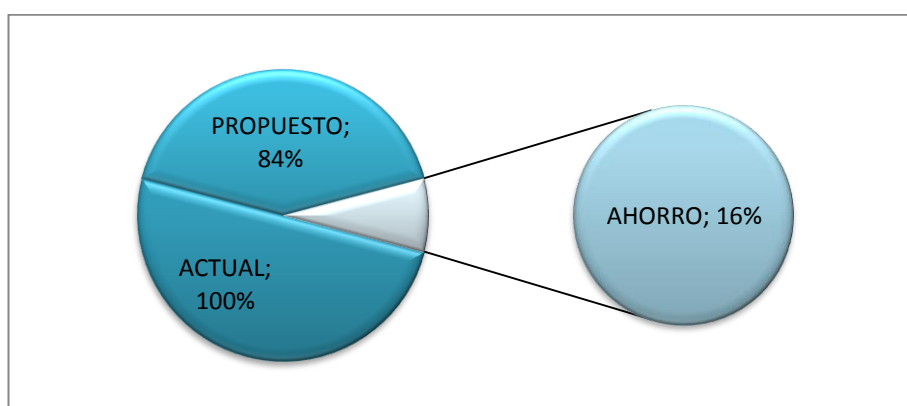 PROPUESTO;
84%
ACTUAL;
100%
AHORRO; 16%